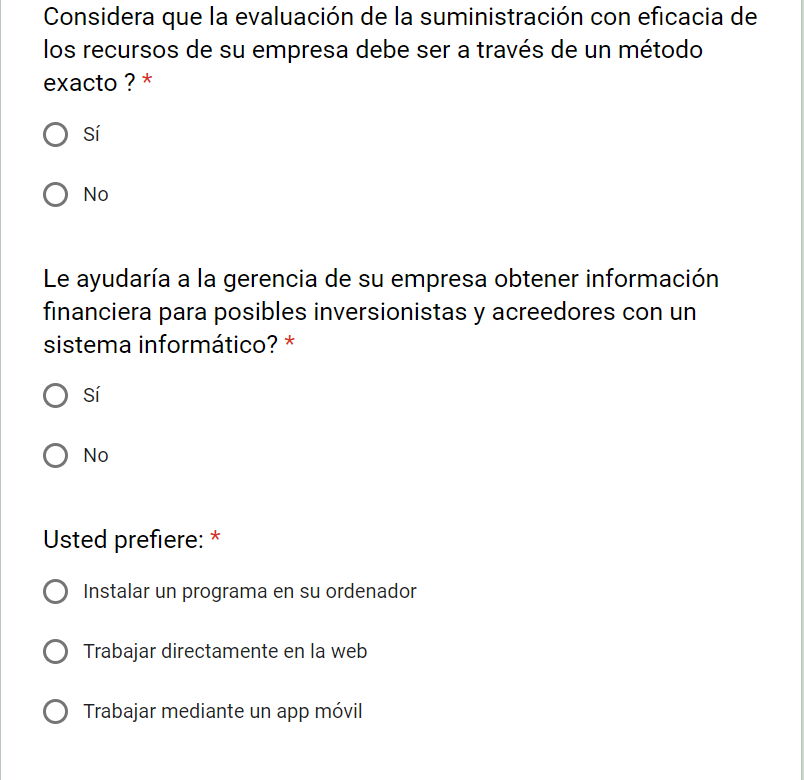 Considera que la evaluación de la suministración con eficacia de
los recursos de su empresa debe ser a través de un método
exacto ? *
Sí
No
Le ayudaría a la gerencia de su empresa obtener información
financiera para posibles inversionistas y acreedores con un
sistema informático? *
Sí
No
Usted prefiere: *
Instalar un programa en su ordenador
Trabajar directamente en la web
Trabajar mediante un app móvil